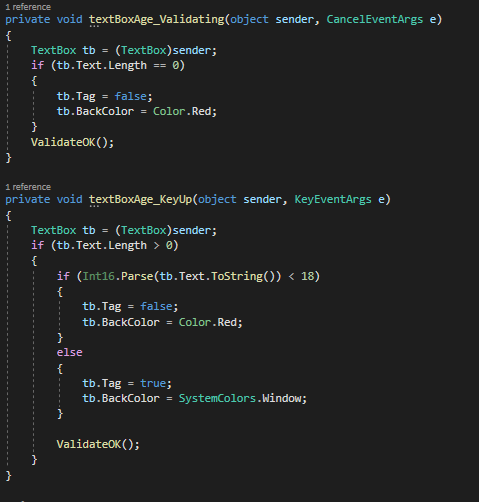 1 reference
private void textBoxAge_Validating(object sender, CancelEventArgs e)
{
TextBox tb = (TextBox)sender;
if (tb.Text.Length == 0)
{
tb.Tag = false;
tb.BackColor = Color.Red;
}
ValidateOK();
}
1 reference
private void textBoxAge_KeyUp(object sender, KeyEventArgs e)
{
TextBox tb = (TextBox)sender;
if (tb.Text.Length > 0)
{
if (Int16.Parse(tb.Text.ToString()) < 18)
{
tb.Tag = false;
tb.BackColor = Color.Red;
}
else
{
tb.Tag = true;
tb.BackColor = SystemColors.Window;
}
ValidateOK();
}
}